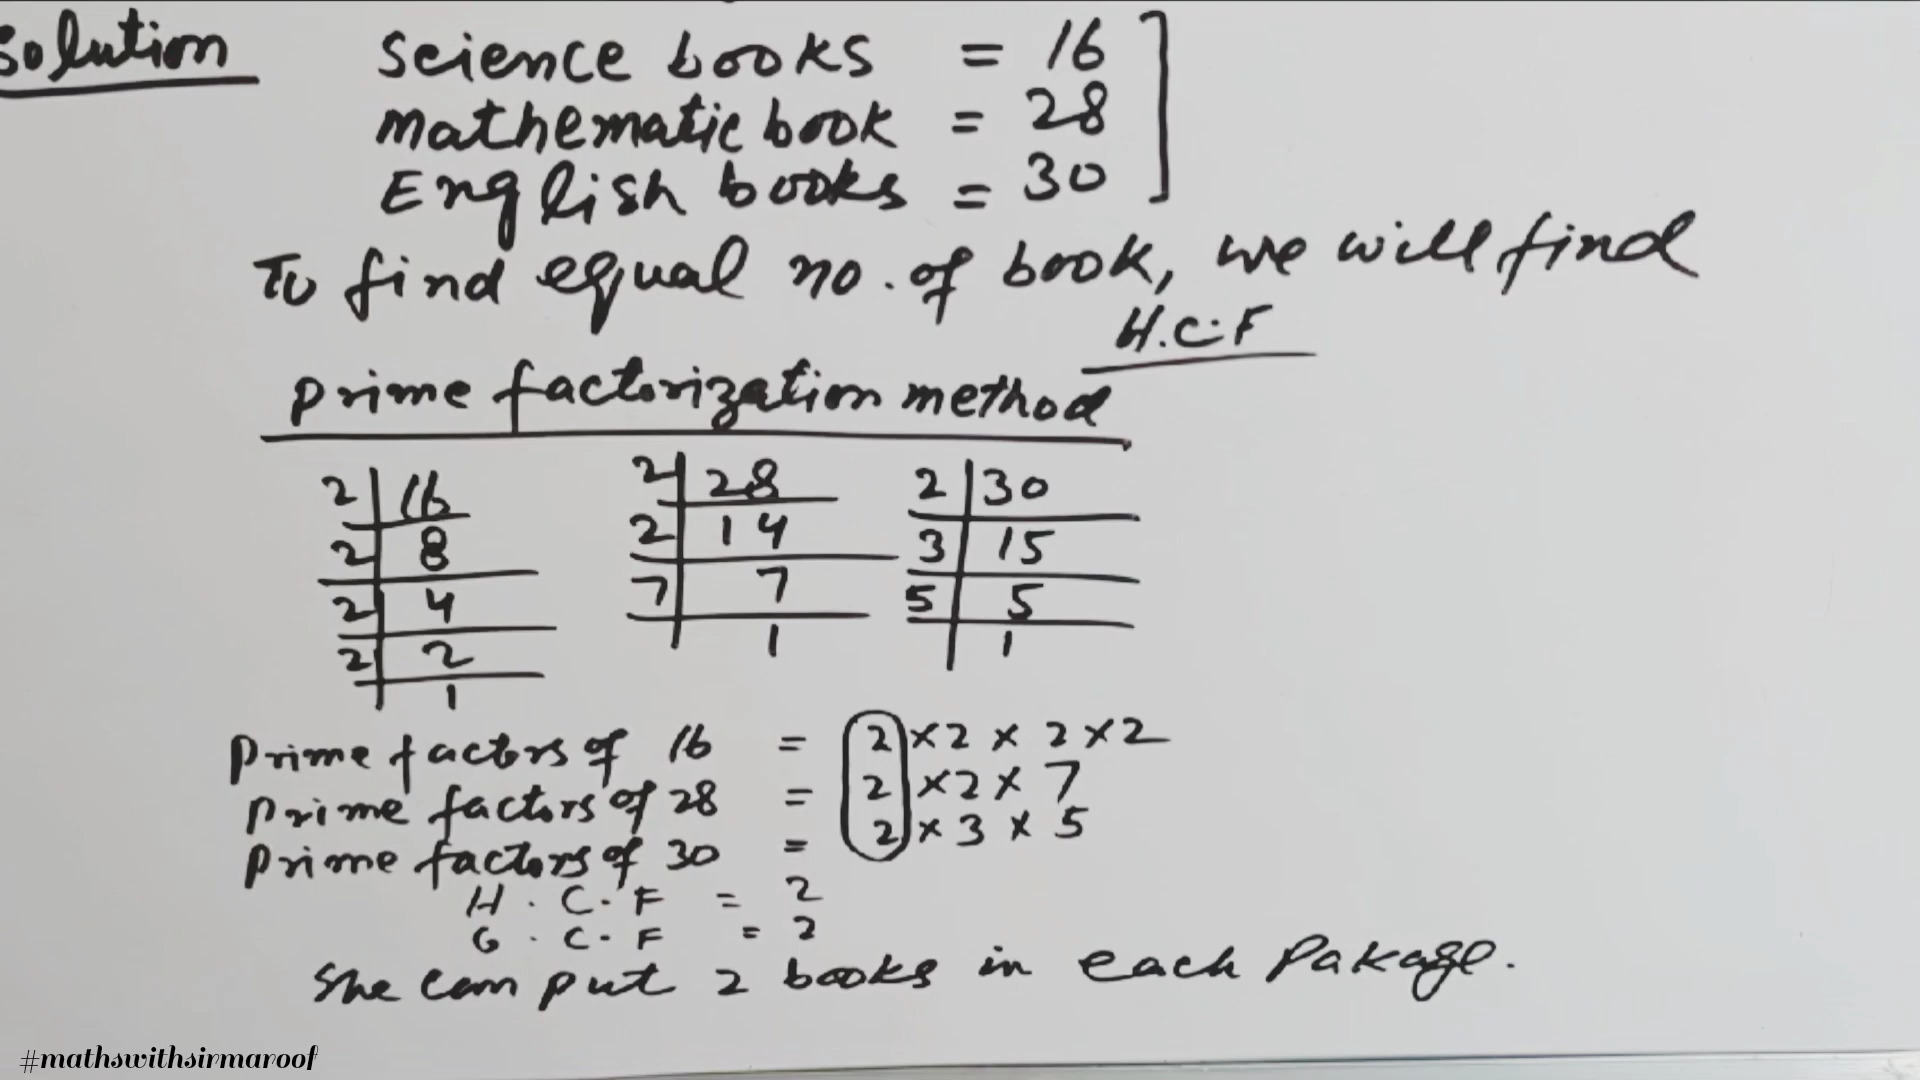 Solution
Science books = 16
mathematic book = 28
English books = 30
To find equal no. of book, we will find
H.C.F
prime factorization method
2 | 16
2 | 8
2 | 4
2 | 2
1
2 | 28
2 | 14
7 | 7
1
2 | 30
3 | 15
5 | 5
1
Prime factors of 16 = 2 × 2 × 2 × 2
prime factors of 28 = 2 × 2 × 7
prime factors of 30 = 2 × 3 × 5
H.C.F = 2
G.C.F = 2
She can put 2 books in each Pakage.
#mathswithsirmaroof